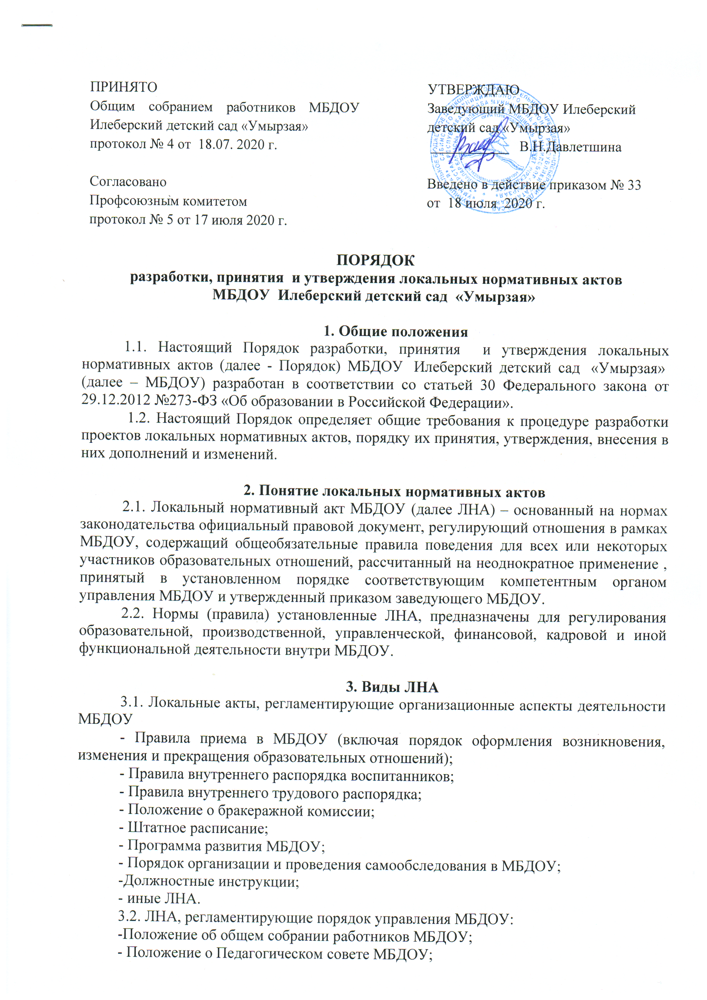 ПРИНЯТО
Общим собранием работников МБДОУ
Илеберский детский сад «Умырзая»
протокол № 4 от 18.07. 2020 г.
Согласовано
Профсоюзным комитетом
протокол № 5 от 17 июля 2020 г.
УТВЕРЖДАЮ
Заведующий МБДОУ Илеберский
детский сад «Умырзая»
В.Н.Давлетшина
Введено в действие приказом № 33
от 18 июля 2020 г.
ПОРЯДОК
разработки, принятия и утверждения локальных нормативных актов
МБДОУ Илеберский детский сад «Умырзая»
1. Общие положения
1.1. Настоящий Порядок разработки, принятия и утверждения локальных
нормативных актов (далее - Порядок) МБДОУ Илеберский детский сад «Умырзая»
(далее – МБДОУ) разработан в соответствии со статьей 30 Федерального закона от
29.12.2012 №273-ФЗ «Об образовании в Российской Федерации».
1.2. Настоящий Порядок определяет общие требования к процедуре разработки
проектов локальных нормативных актов, порядку их принятия, утверждения, внесения в
них дополнений и изменений.
2. Понятие локальных нормативных актов
2.1. Локальный нормативный акт МБДОУ (далее ЛНА) – основанный на нормах
законодательства официальный правовой документ, регулирующий отношения в рамках
МБДОУ, содержащий общеобязательные правила поведения для всех или некоторых
участников образовательных отношений, рассчитанный на неоднократное применение ,
принятый в установленном порядке соответствующим компетентным органом
управления МБДОУ и утвержденный приказом заведующего МБДОУ.
2.2. Нормы (правила) установленные ЛНА, предназначены для регулирования
образовательной, производственной, управленческой, финансовой, кадровой и иной
функциональной деятельности внутри МБДОУ.
3. Виды ЛНА
3.1. Локальные акты, регламентирующие организационные аспекты деятельности
МБДОУ
- Правила приема в МБДОУ (включая порядок оформления возникновения,
изменения и прекращения образовательных отношений);
- Правила внутреннего распорядка воспитанников;
- Правила внутреннего трудового распорядка;
- Положение о бракеражной комиссии;
- Штатное расписание;
- Программа развития МБДОУ;
- Порядок организации и проведения самообследования в МБДОУ;
-Должностные инструкции;
- иные ЛНА.
3.2. ЛНА, регламентирующие порядок управления МБДОУ:
-Положение об общем собрании работников МБДОУ;
- Положение о Педагогическом совете МБДОУ;